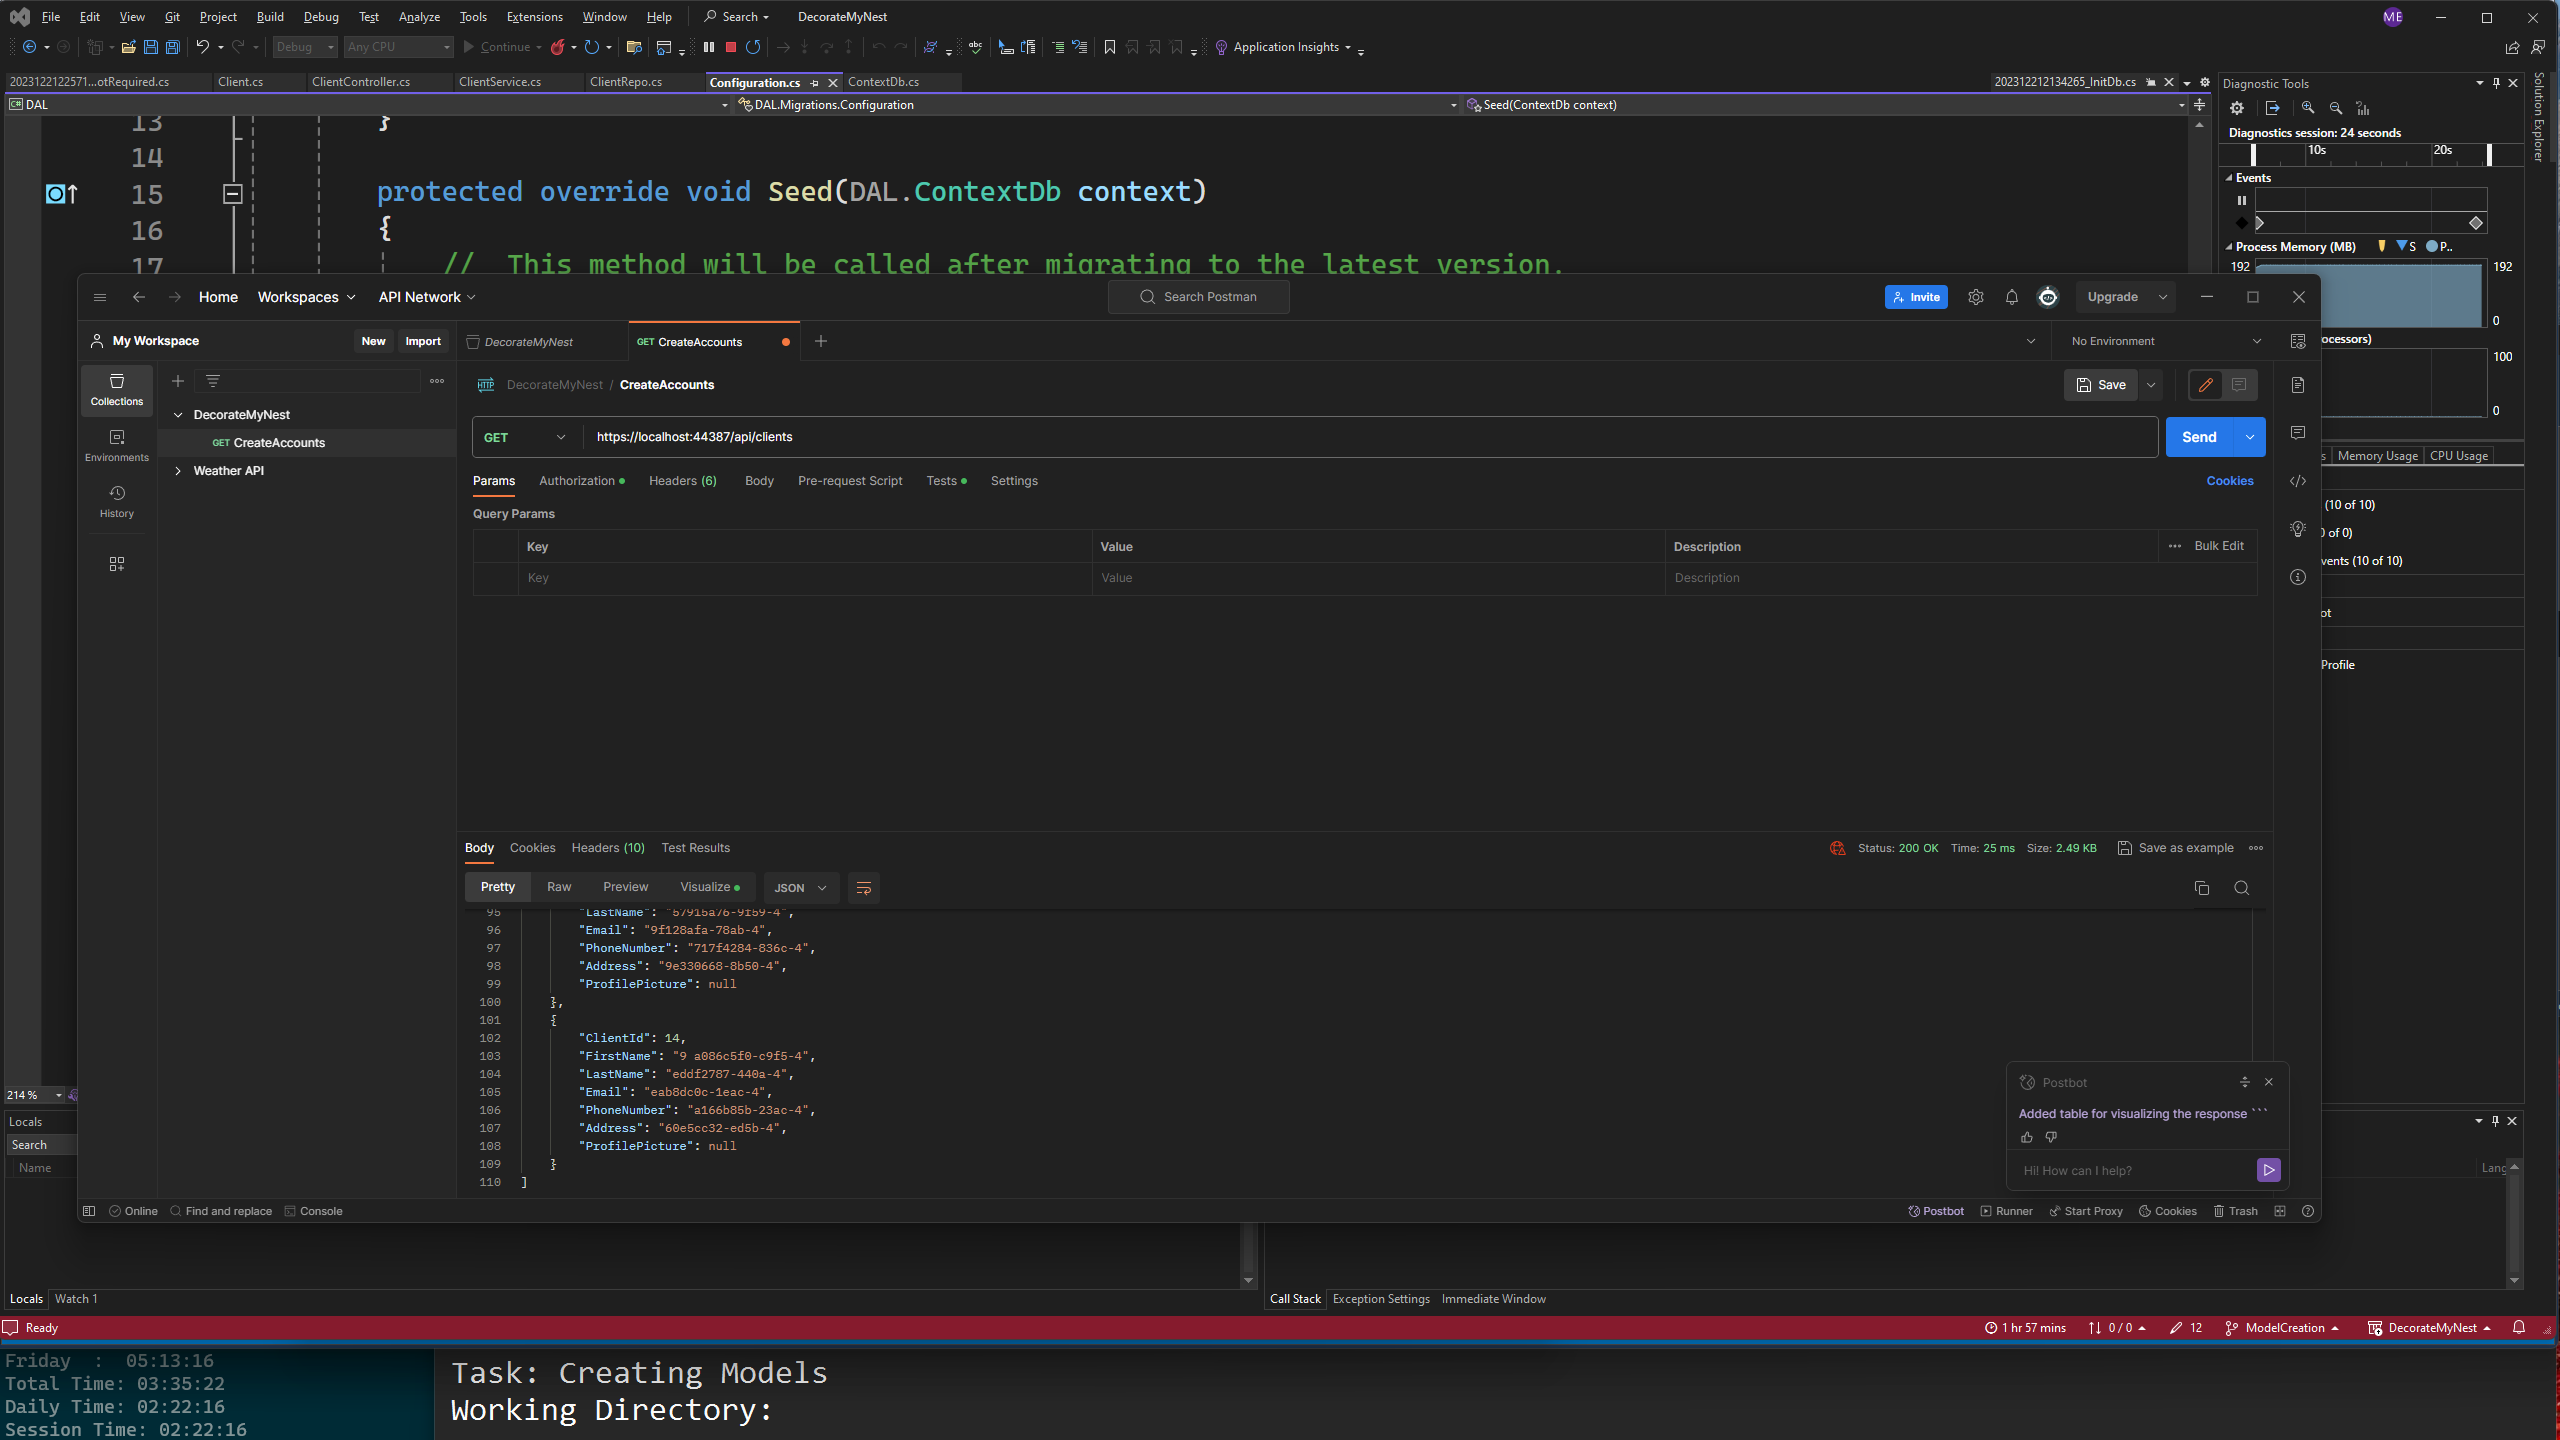 File Edit View Git Project Build Debug Test Analyze Tools Extensions Window Help Search DecorateMyNest ME
Debug Any CPU Continue Application Insights
2023122122571...otRequired.cs Client.cs ClientController.cs ClientService.cs ClientRepo.cs Configuration.cs ContextDb.cs 202312212134265_InitDb.cs
DAL DAL.Migrations.Configuration Seed(ContextDb context)
13 }
14
15 protected override void Seed(DAL.ContextDb context)
16 {
17 // This method will be called after migrating to the latest version.
Diagnostic Tools
Solution Explorer
Diagnostics session: 24 seconds
10s 20s
Events
Process Memory (MB) S P..
192 192
0
ocessors)
100
0
s Memory Usage CPU Usage
(10 of 10)
of 0)
vents (10 of 10)
ot
Profile
Home Workspaces API Network Search Postman Invite Upgrade
My Workspace New Import DecorateMyNest GET CreateAccounts No Environment
Collections
Environments
History
DecorateMyNest
GET CreateAccounts
Weather API
HTTP DecorateMyNest / CreateAccounts Save
GET https://localhost:44387/api/clients Send
Params Authorization Headers (6) Body Pre-request Script Tests Settings Cookies
Query Params
Key Value Description Bulk Edit
Key Value Description
Body Cookies Headers (10) Test Results Status: 200 OK Time: 25 ms Size: 2.49 KB Save as example
Pretty Raw Preview Visualize JSON
95 "LastName": "57915a76-9f59-4",
96 "Email": "9f128afa-78ab-4",
97 "PhoneNumber": "717f4284-836c-4",
98 "Address": "9e330668-8b50-4",
99 "ProfilePicture": null
100 },
101 {
102 "ClientId": 14,
103 "FirstName": "9 a086c5f0-c9f5-4",
104 "LastName": "eddf2787-440a-4",
105 "Email": "eab8dc0c-1eac-4",
106 "PhoneNumber": "a166b85b-23ac-4",
107 "Address": "60e5cc32-ed5b-4",
108 "ProfilePicture": null
109 }
110 ]
Postbot
Added table for visualizing the response ```
Hi! How can I help?
Online Find and replace Console Postbot Runner Start Proxy Cookies Trash
214 %
Locals
Search
Name
Lang
Locals Watch 1
Call Stack Exception Settings Immediate Window
Ready 1 hr 57 mins 0 / 0 12 ModelCreation DecorateMyNest
Friday : 05:13:16
Total Time: 03:35:22
Daily Time: 02:22:16
Session Time: 02:22:16
Task: Creating Models
Working Directory: